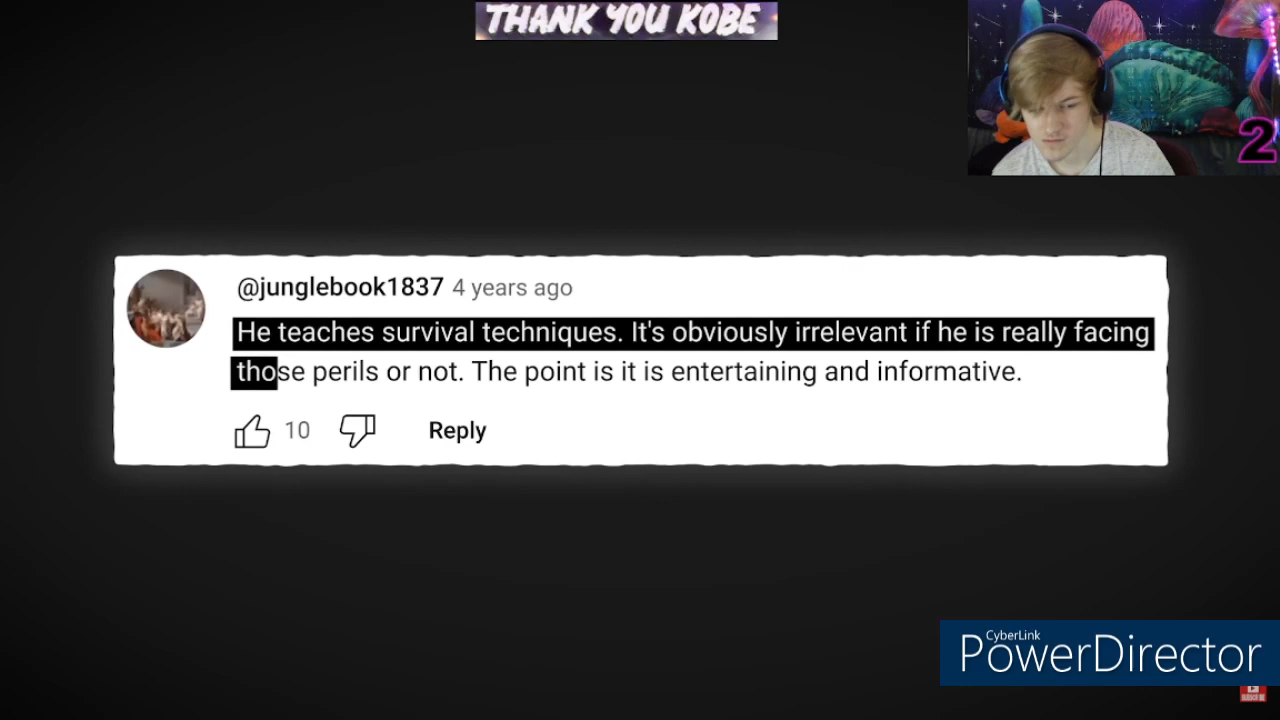 THANK YOU KOBE
2
@junglebook1837 4 years ago
He teaches survival techniques. It's obviously irrelevant if he is really facing
those perils or not. The point is it is entertaining and informative.
10 Reply
CyberLink
PowerDirector